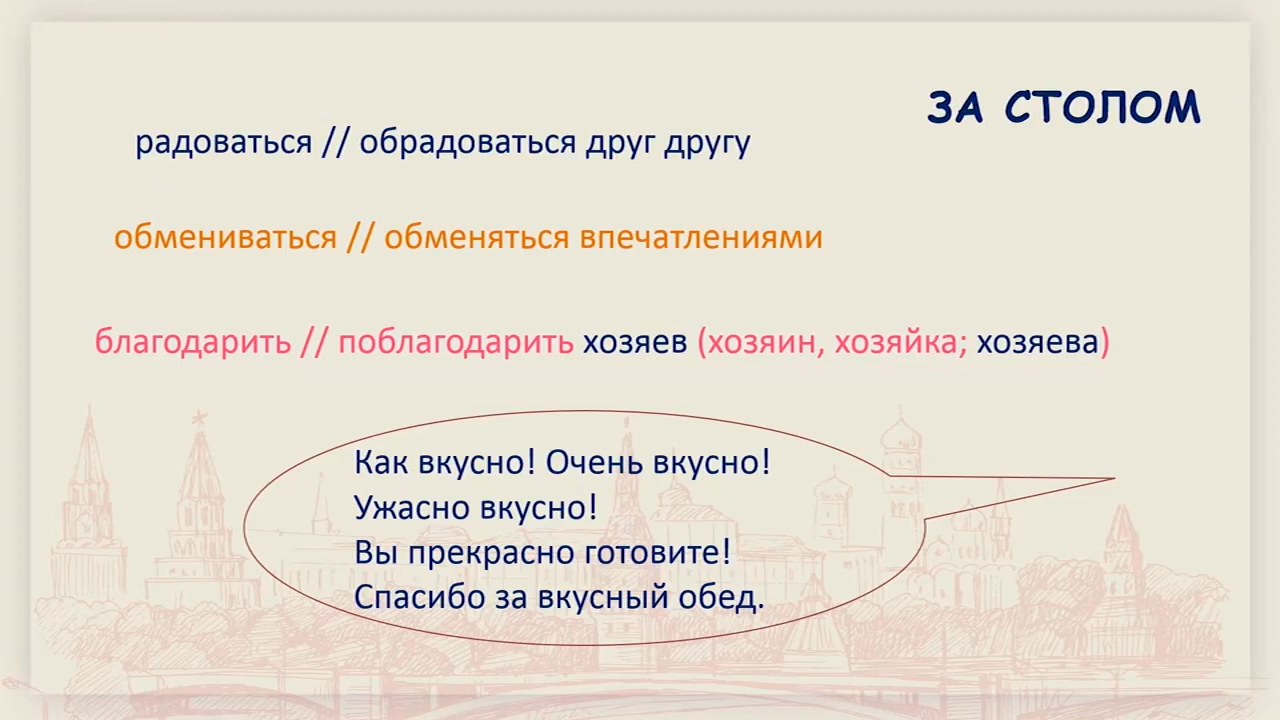 ЗА СТОЛОМ
радоваться // обрадоваться друг другу
обмениваться // обменяться впечатлениями
благодарить // поблагодарить хозяев (хозяин, хозяйка; хозяева)
Как вкусно! Очень вкусно!
Ужасно вкусно!
Вы прекрасно готовите!
Спасибо за вкусный обед.